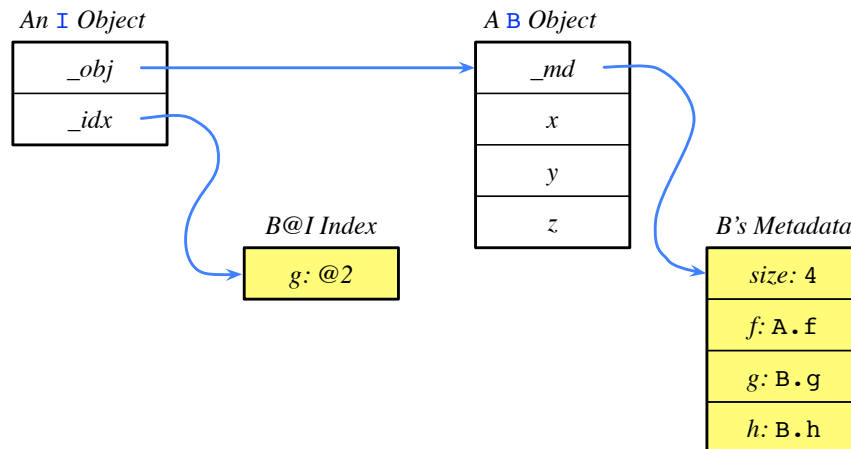 An I Object
_obj
_idx
A B Object
_md
x
y
z
B@I Index
g: @2
B's Metadata
size: 4
f: A.f
g: B.g
h: B.h